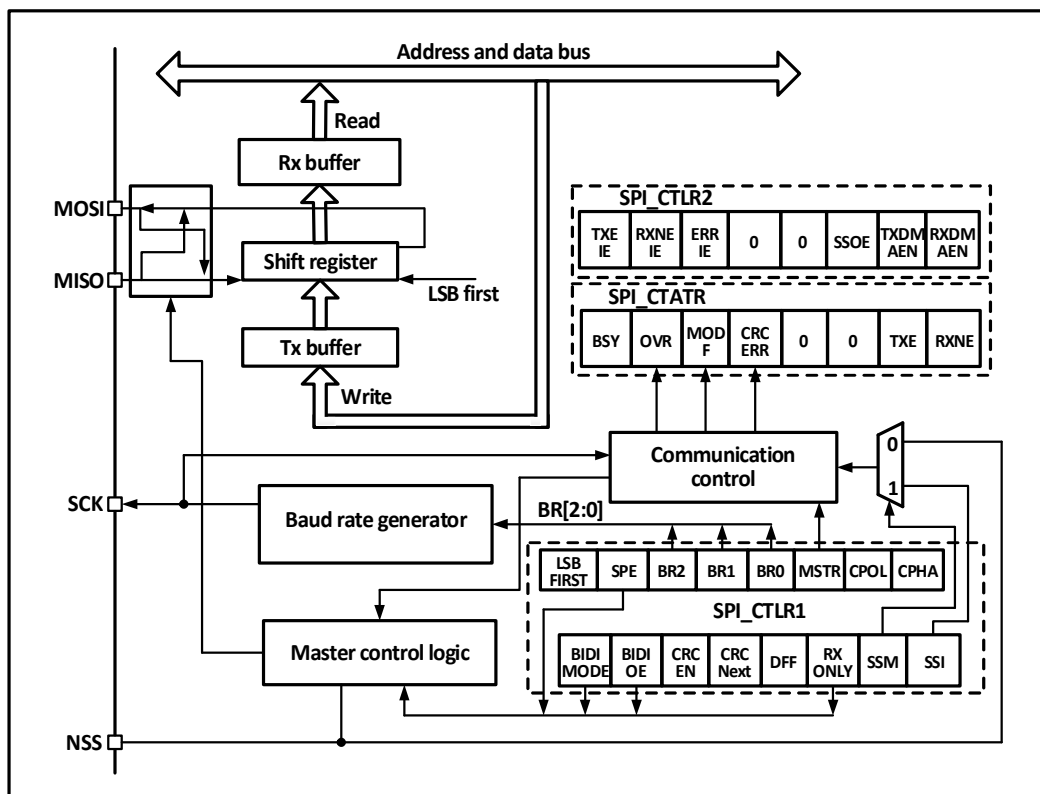 Address and data bus
Read
Rx buffer
MOSI
MISO
Shift register
LSB first
Tx buffer
Write
SPI_CTLR2
TXE
IE
RXNE
IE
ERR
IE
0
0
SSOE
TXDM
AEN
RXDM
AEN
SPI_CTATR
BSY
OVR
MOD
F
CRC
ERR
0
0
TXE
RXNE
Communication
control
0
1
SCK
Baud rate generator
BR[2:0]
LSB
FIRST
SPE
BR2
BR1
BR0
MSTR
CPOL
CPHA
SPI_CTLR1
Master control logic
BIDI
MODE
BIDI
OE
CRC
EN
CRC
Next
DFF
RX
ONLY
SSM
SSI
NSS